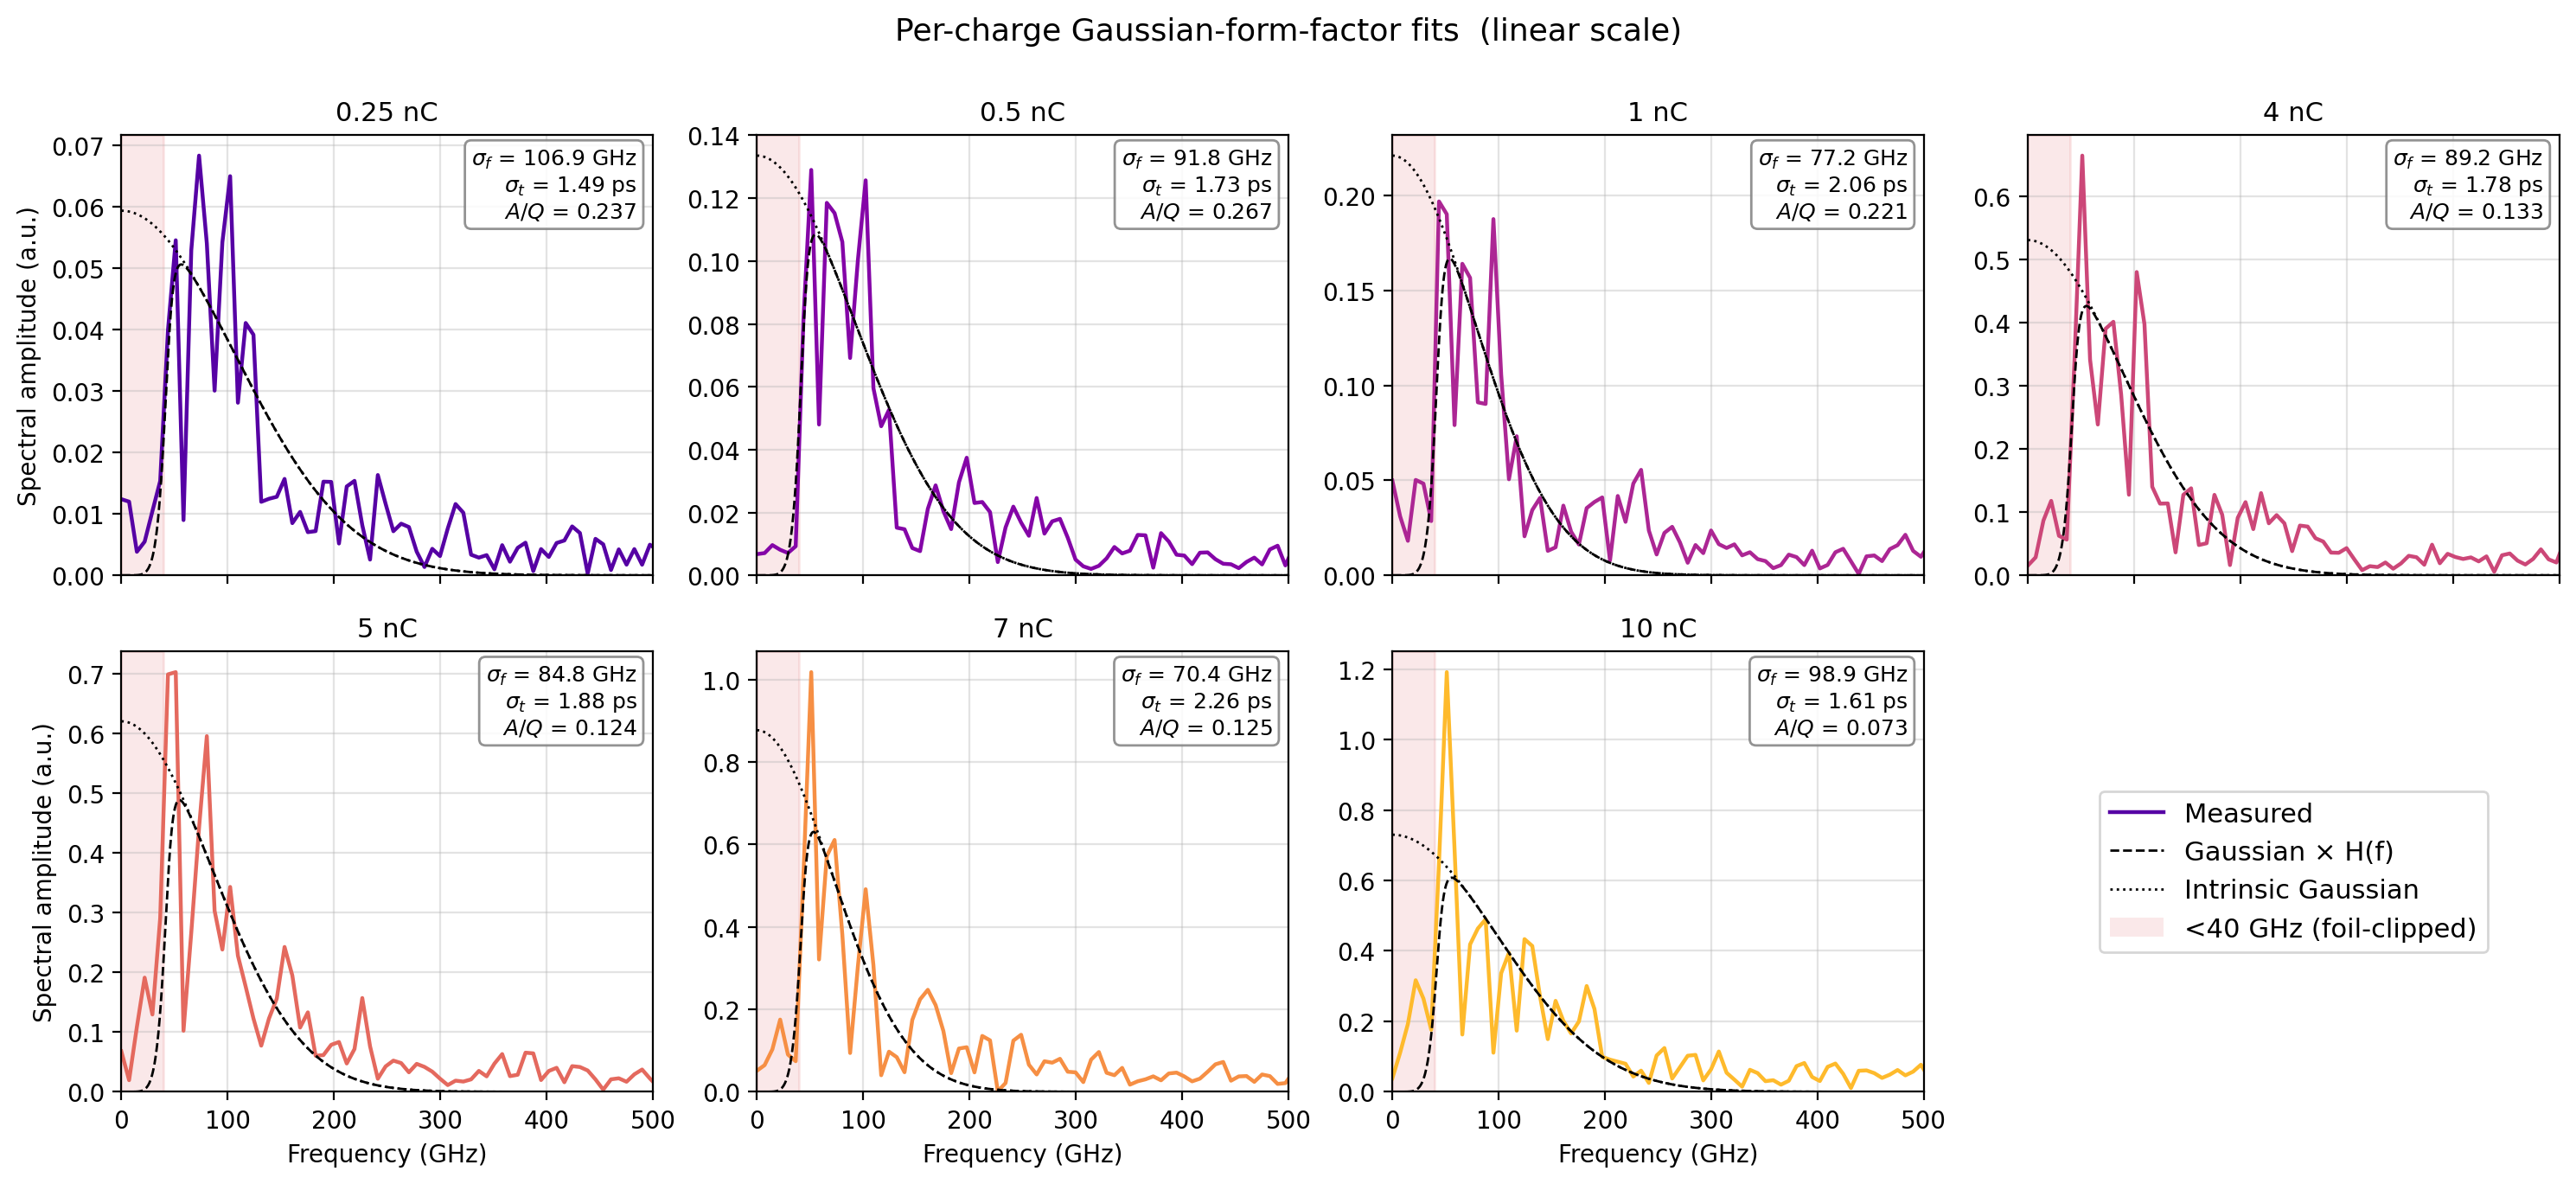 Per-charge Gaussian-form-factor fits (linear scale)
0.25 nC
0.5 nC
1 nC
4 nC
Spectral amplitude (a.u.)
0.07
0.06
0.05
0.04
0.03
0.02
0.01
0.00
σf = 106.9 GHz
σt = 1.49 ps
A/Q = 0.237
0.14
0.12
0.10
0.08
0.06
0.04
0.02
0.00
σf = 91.8 GHz
σt = 1.73 ps
A/Q = 0.267
0.20
0.15
0.10
0.05
0.00
σf = 77.2 GHz
σt = 2.06 ps
A/Q = 0.221
0.6
0.5
0.4
0.3
0.2
0.1
0.0
σf = 89.2 GHz
σt = 1.78 ps
A/Q = 0.133
5 nC
7 nC
10 nC
Spectral amplitude (a.u.)
0.7
0.6
0.5
0.4
0.3
0.2
0.1
0.0
σf = 84.8 GHz
σt = 1.88 ps
A/Q = 0.124
0 100 200 300 400 500
Frequency (GHz)
1.0
0.8
0.6
0.4
0.2
0.0
σf = 70.4 GHz
σt = 2.26 ps
A/Q = 0.125
0 100 200 300 400 500
Frequency (GHz)
1.2
1.0
0.8
0.6
0.4
0.2
0.0
σf = 98.9 GHz
σt = 1.61 ps
A/Q = 0.073
0 100 200 300 400 500
Frequency (GHz)
Measured
Gaussian × H(f)
Intrinsic Gaussian
<40 GHz (foil-clipped)